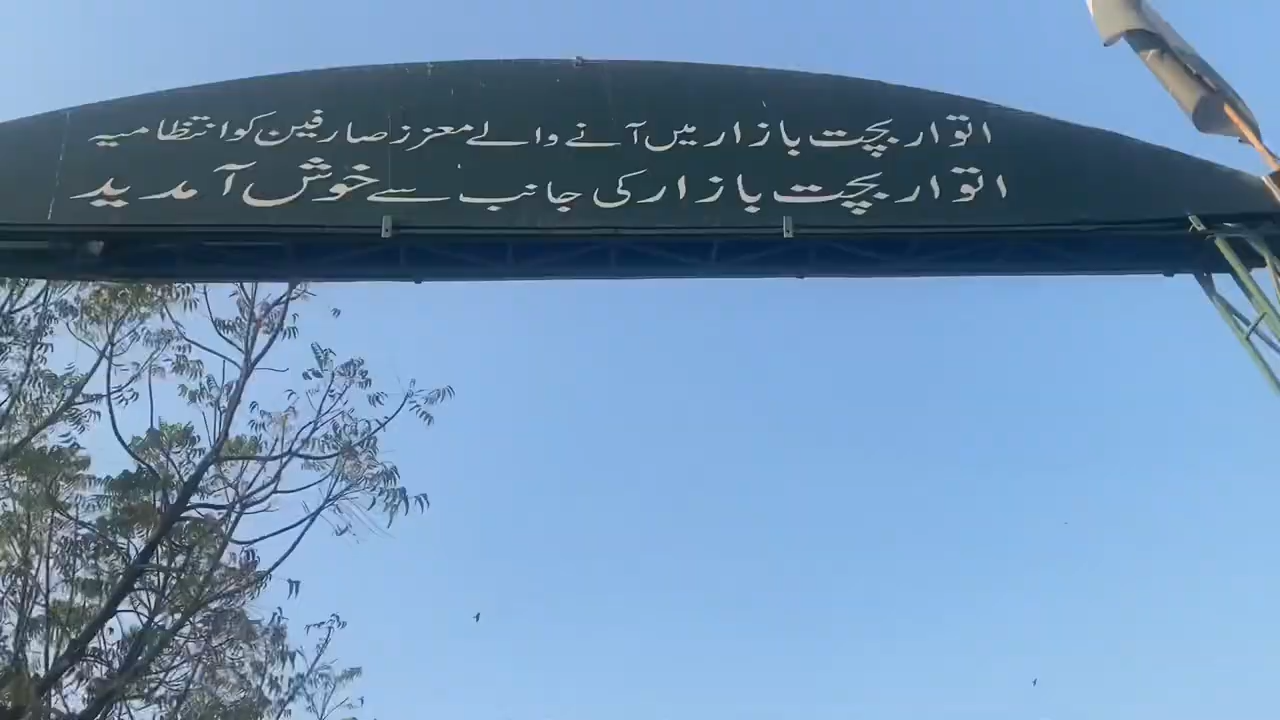 اتوار بچت بازار میں آنے والے معزز صارفین کو انتظامیہ
اتوار بچت بازار کی جانب سے خوش آمدید